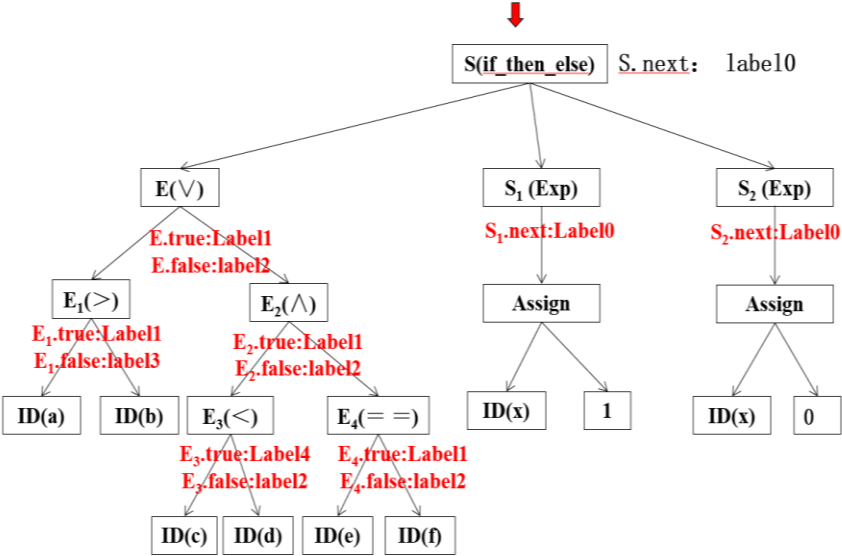 S(if_then_else) S.next: label0
E(∨) S₁ (Exp) S₂ (Exp)
E.true:Label1
E.false:label2
S₁.next:Label0 S₂.next:Label0
E₁(>) E₂(∧) Assign Assign
E₁.true:Label1
E₁.false:label3
E₂.true:Label1
E₂.false:label2
ID(a) ID(b) E₃(<) E₄(==) ID(x) 1 ID(x) 0
E₃.true:Label4 E₄.true:Label1
E₃.false:label2 E₄.false:label2
ID(c) ID(d) ID(e) ID(f)